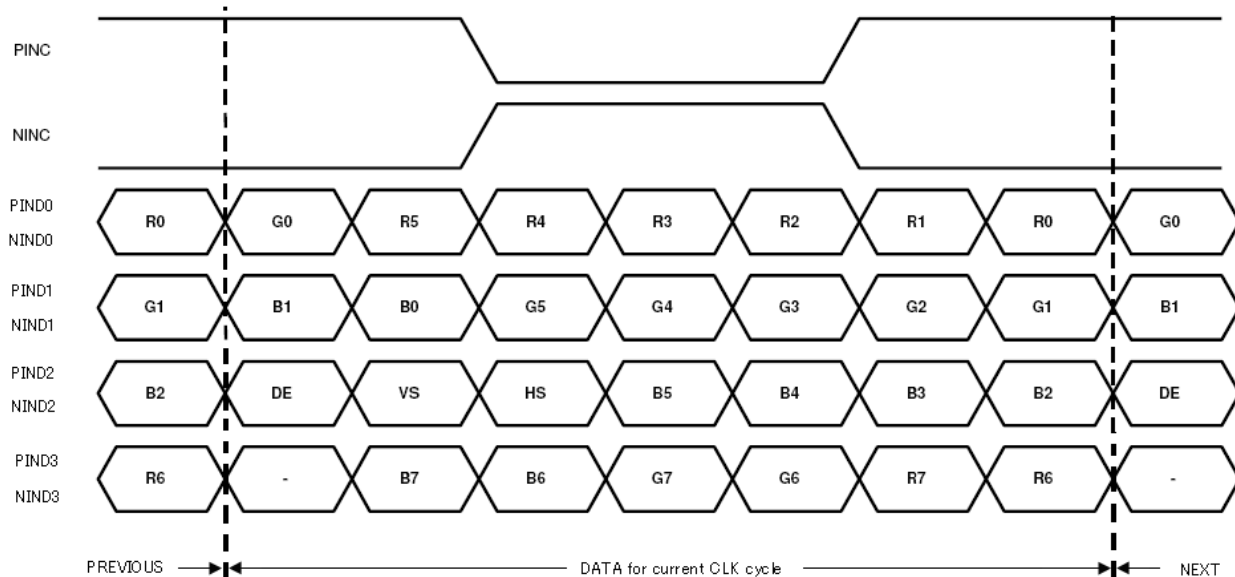 PINC
NINC
PIND0
NIND0
R0 G0 R5 R4 R3 R2 R1 R0 G0
PIND1
NIND1
G1 B1 B0 G5 G4 G3 G2 G1 B1
PIND2
NIND2
B2 DE VS HS B5 B4 B3 B2 DE
PIND3
NIND3
R6 - B7 B6 G7 G6 R7 R6 -
PREVIOUS DATA for current CLK cycle NEXT